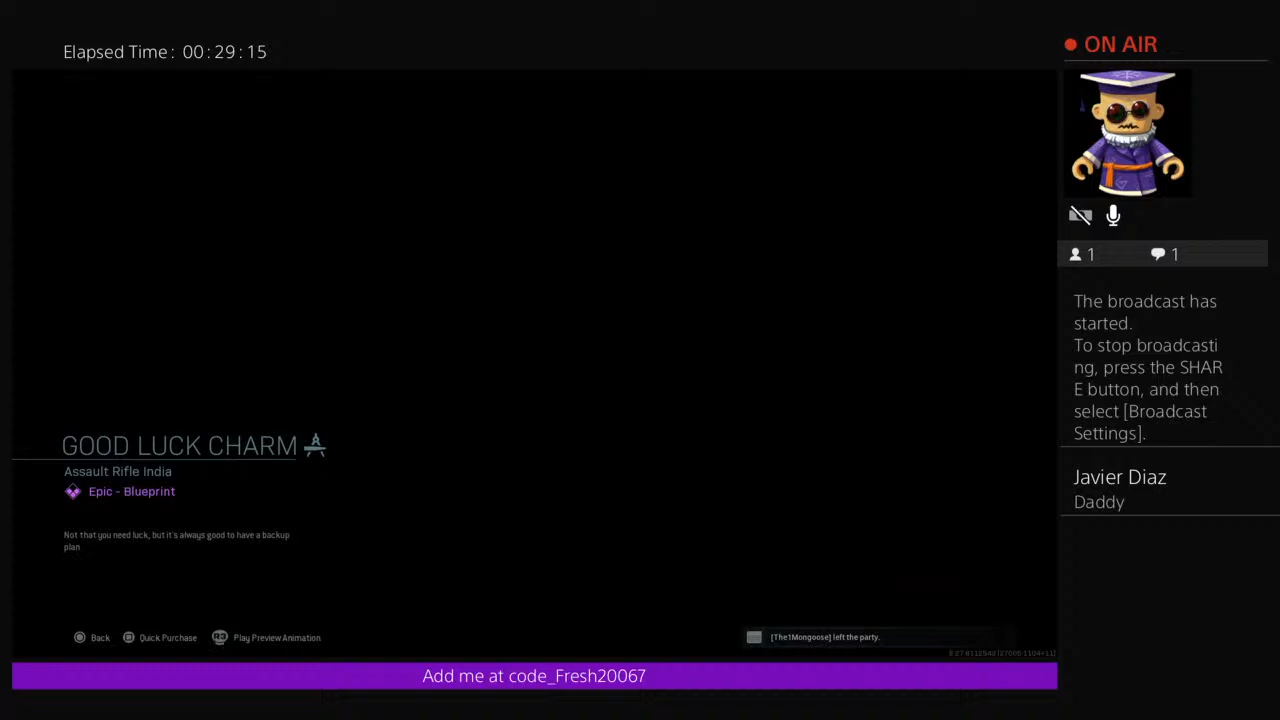 Elapsed Time: 00:29:15
ON AIR
1 1
The broadcast has
started.
To stop broadcasti
ng, press the SHAR
E button, and then
select [Broadcast
Settings].
Javier Diaz
Daddy
GOOD LUCK CHARM
Assault Rifle India
Epic - Blueprint
Not that you need luck, but it's always good to have a backup
plan
Back Quick Purchase R3 Play Preview Animation
[The1Mongoose] left the party.
Add me at code_Fresh20067